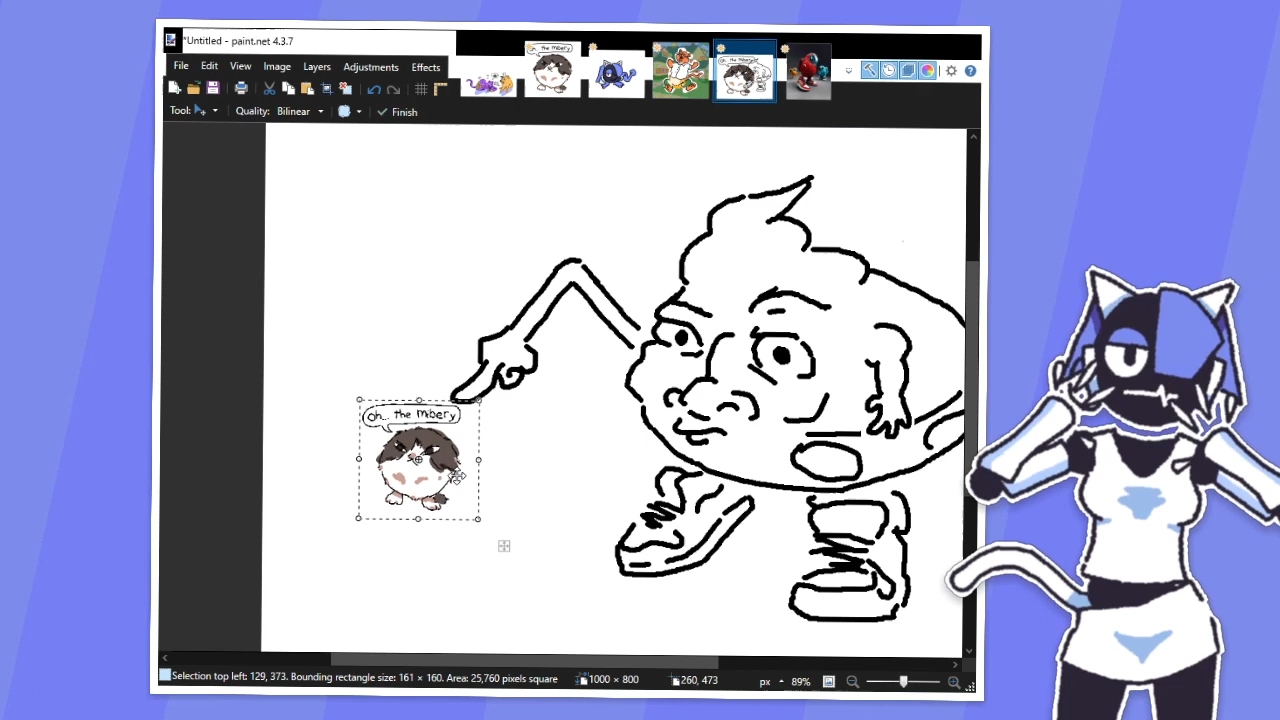 *Untitled - paint.net 4.3.7
File Edit View Image Layers Adjustments Effects
Tool: Quality: Bilinear Finish
oh... the mbery
Selection top left: 129, 373. Bounding rectangle size: 161 × 160. Area: 25,760 pixels square 1000 × 800 260, 473 px 89%